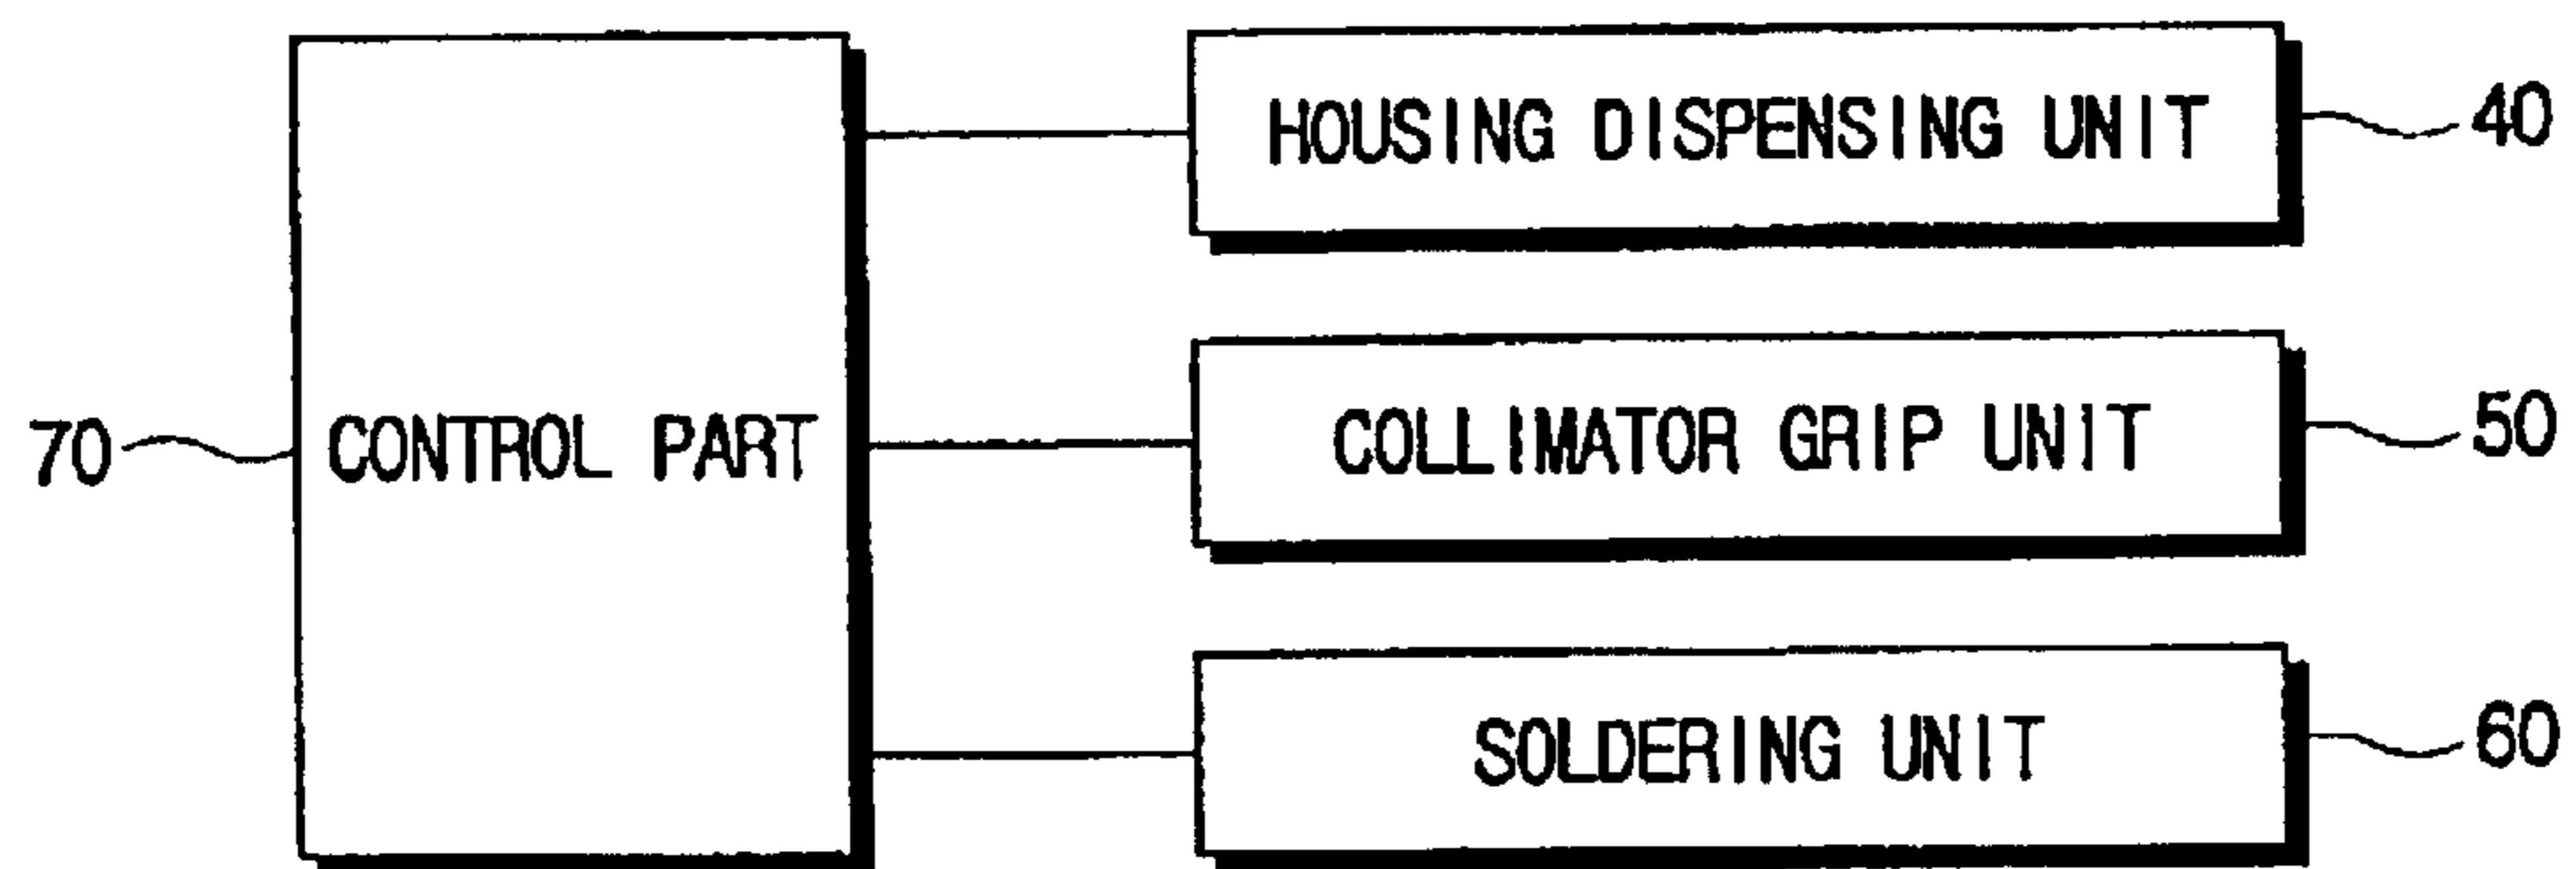 HOUSING DISPENSING UNIT 40
70 CONTROL PART
COLLIMATOR GRIP UNIT 50
SOLDERING UNIT 60